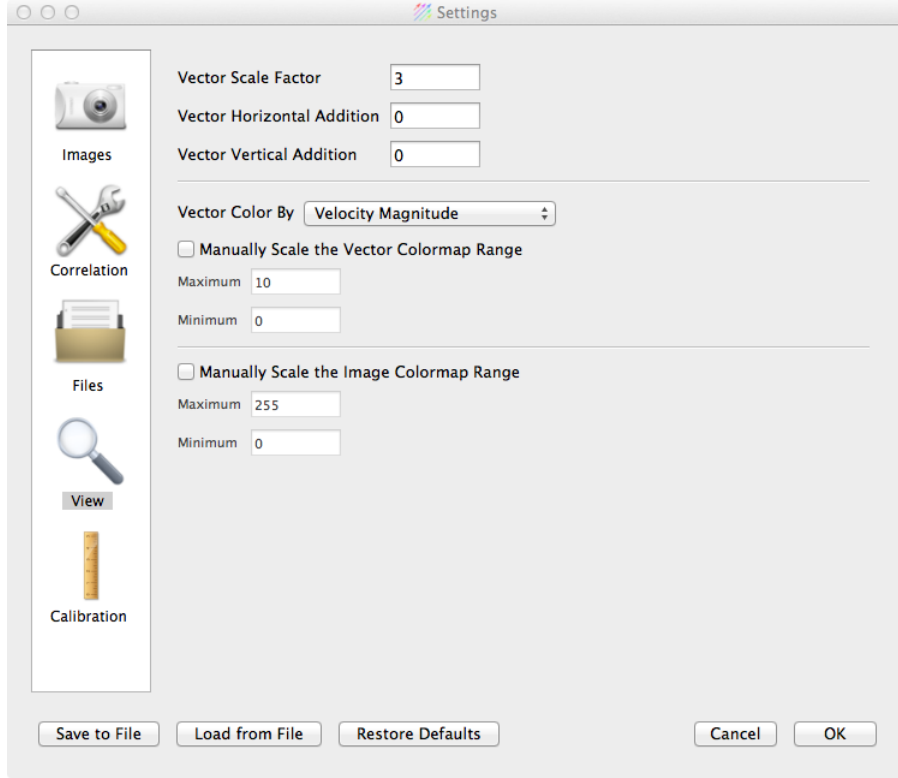 Settings
Images
Correlation
Files
View
Calibration
Vector Scale Factor 3
Vector Horizontal Addition 0
Vector Vertical Addition 0
Vector Color By Velocity Magnitude
Manually Scale the Vector Colormap Range
Maximum 10
Minimum 0
Manually Scale the Image Colormap Range
Maximum 255
Minimum 0
Save to File Load from File Restore Defaults Cancel OK